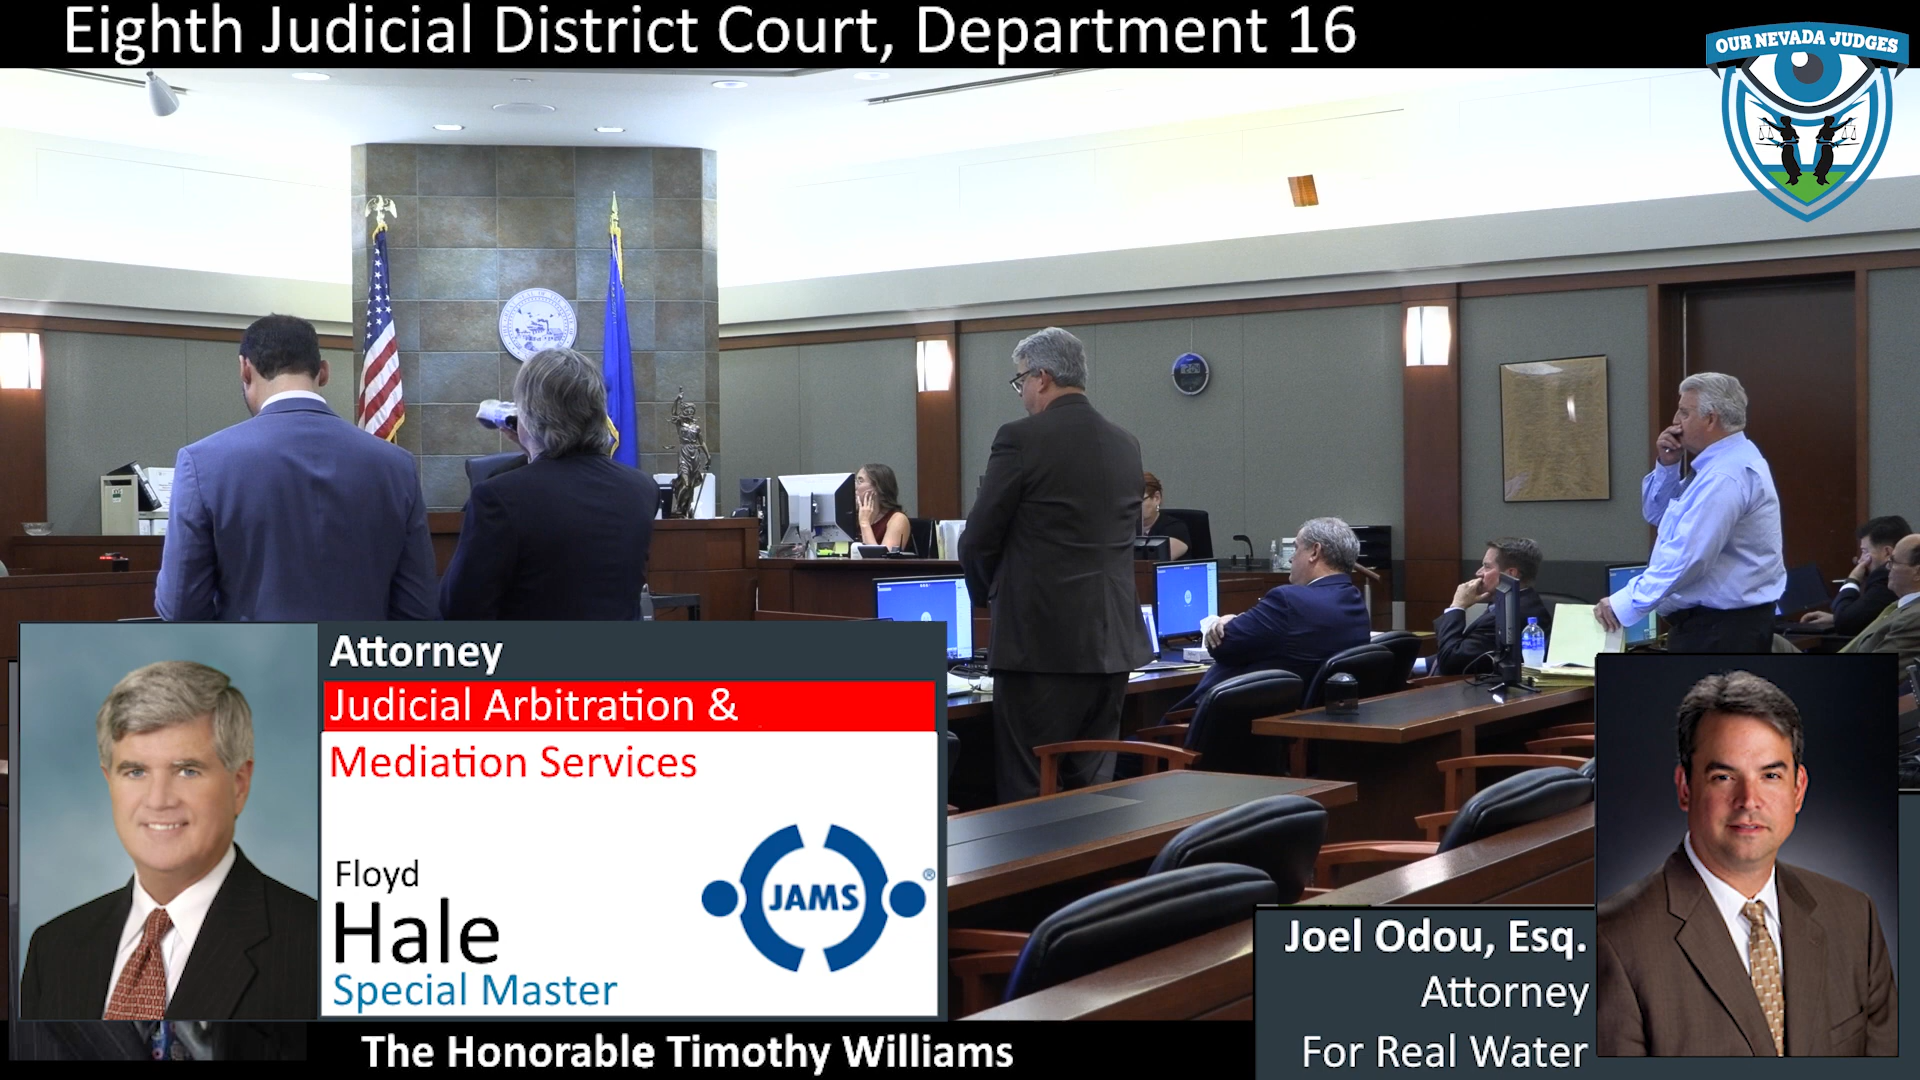 Eighth Judicial District Court, Department 16
OUR NEVADA JUDGES
Attorney
Judicial Arbitration &
Mediation Services
Floyd
Hale
Special Master
JAMS®
Joel Odou, Esq.
Attorney
For Real Water
The Honorable Timothy Williams